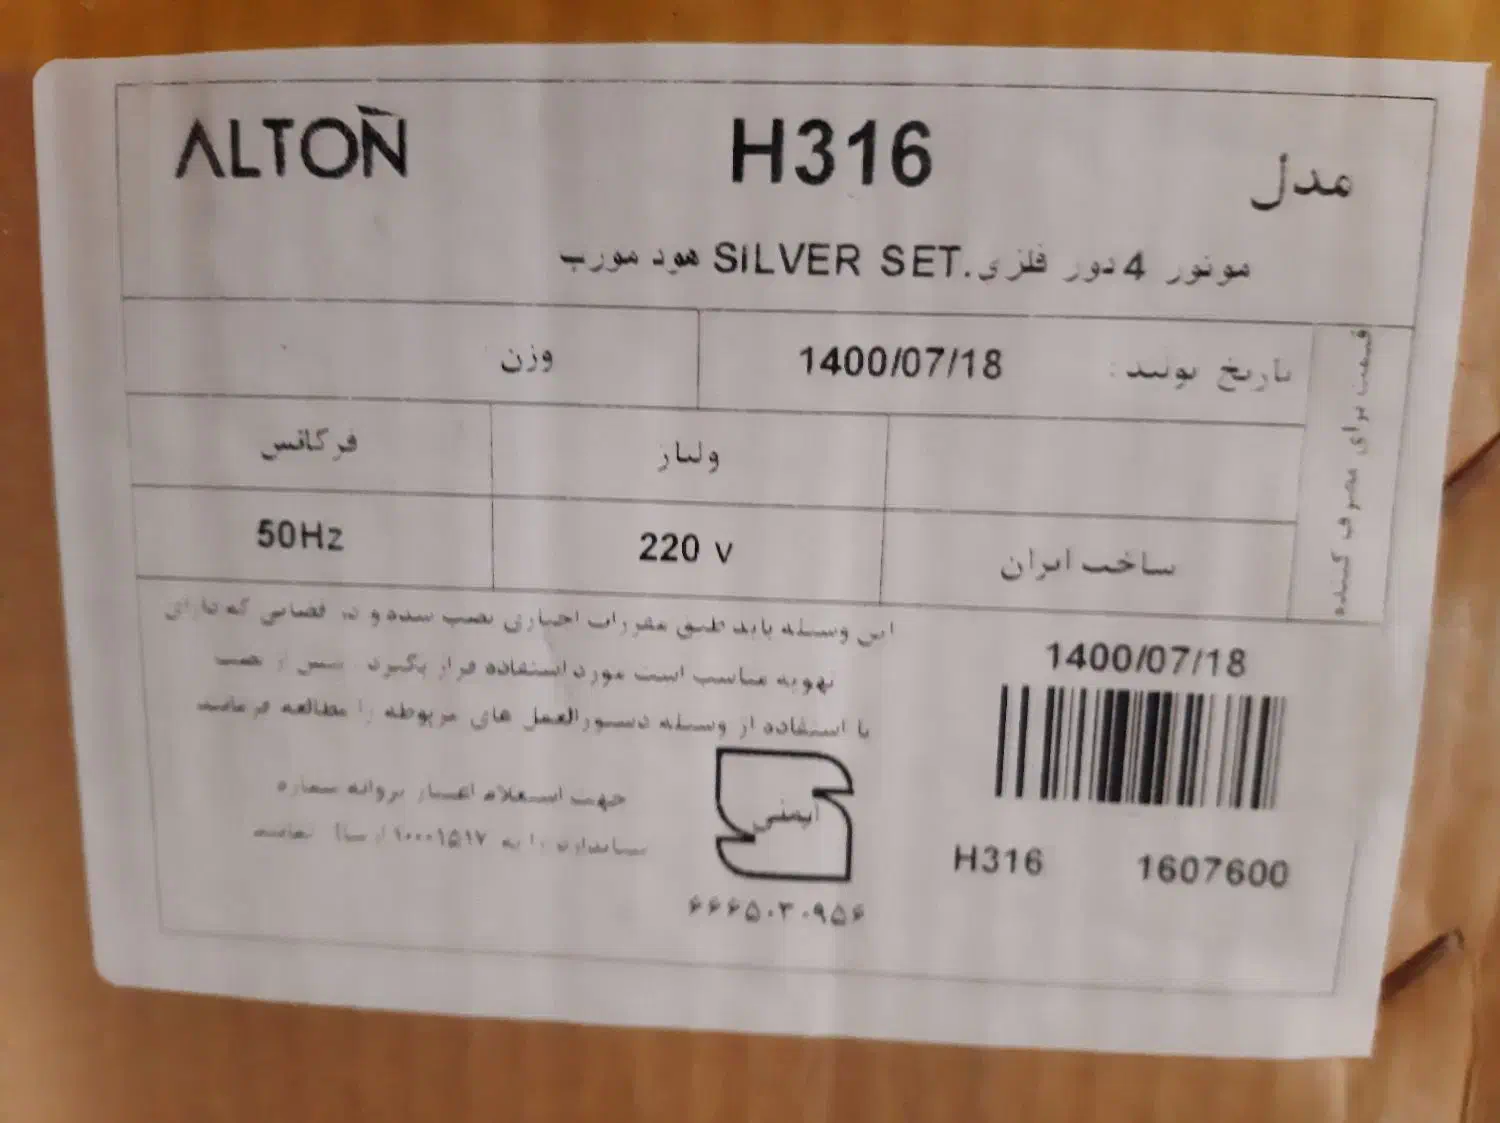 ALTON H316 مدل
موتور 4 دور فلزی.SILVER SET هود مورب
تاریخ تولید : 1400/07/18
وزن
قیمت برای مصرف کننده
ولتاژ
فرکانس
ساخت ایران
220 v
50Hz
این وسیله باید طبق مقررات اجباری نصب شده و در فضایی که دارای
تهویه مناسب است مورد استفاده قرار بگیرد. پس از نصب
یا استفاده از وسیله دستورالعمل های مربوطه را مطالعه فرمایید
جهت استعلام اعتبار پروانه شماره
استاندارد را به ۱۰۰۰۱۵۱۷ ارسال نمایید
ایمنی
۶۶۶۵۰۳۰۹۵۶
1400/07/18
H316 1607600